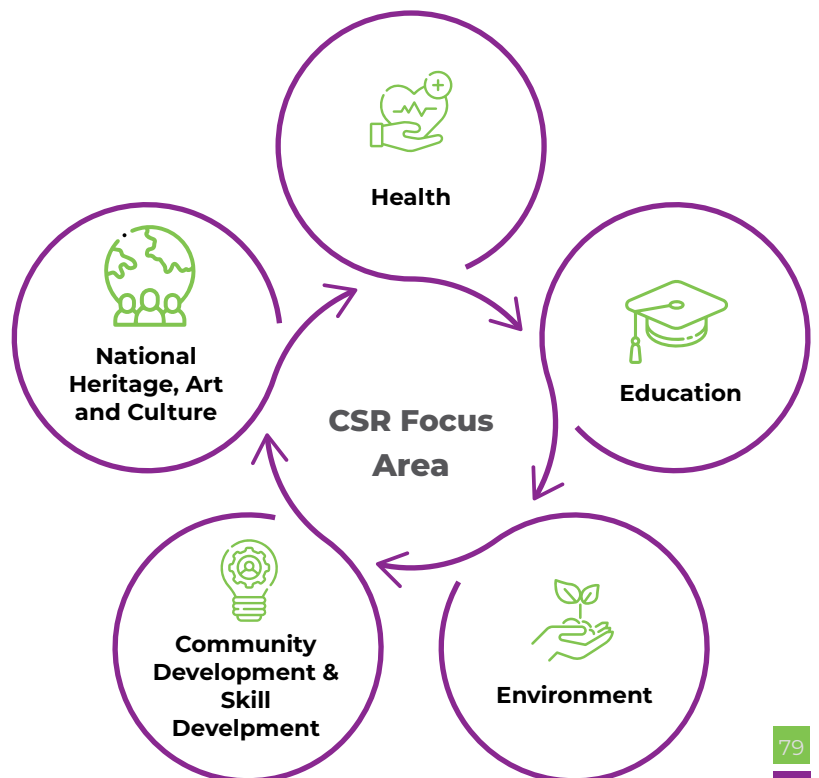 Health
Education
National
Heritage, Art
and Culture
CSR Focus
Area
Community
Development &
Skill
Develpment
Environment
79